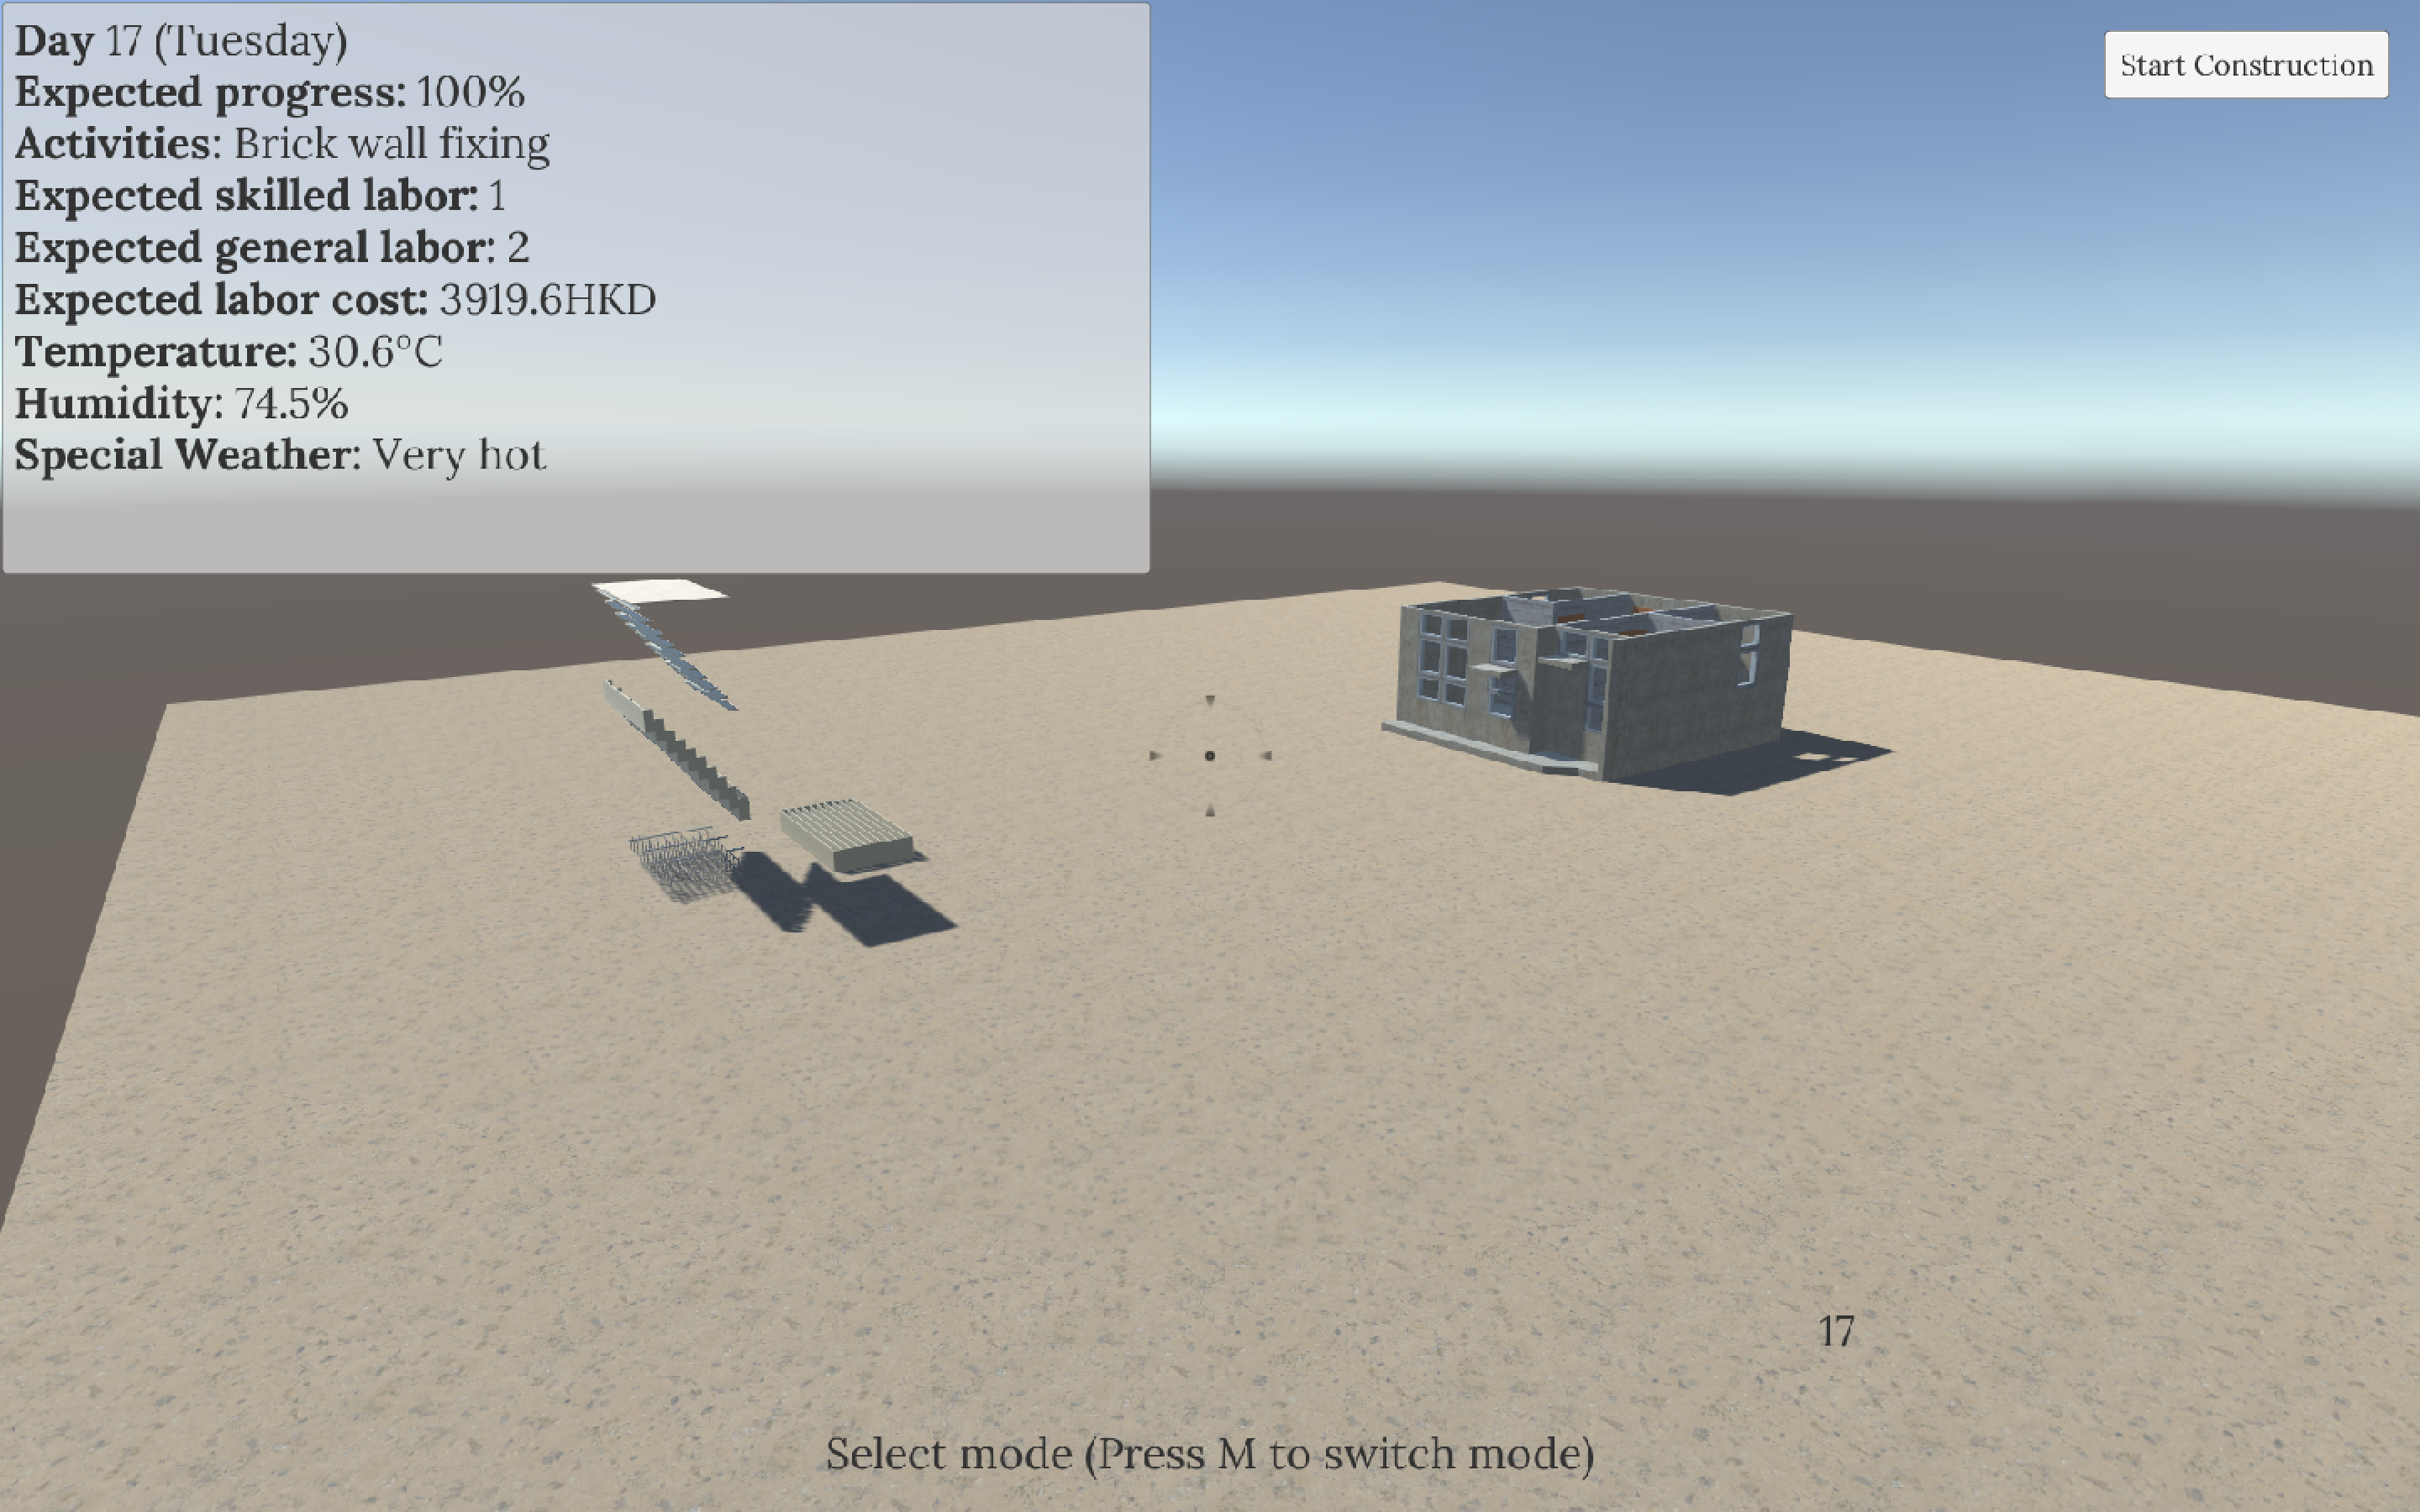 Day 17 (Tuesday)
Expected progress: 100%
Activities: Brick wall fixing
Expected skilled labor: 1
Expected general labor: 2
Expected labor cost: 3919.6HKD
Temperature: 30.6°C
Humidity: 74.5%
Special Weather: Very hot
Start Construction
17
Select mode (Press M to switch mode)